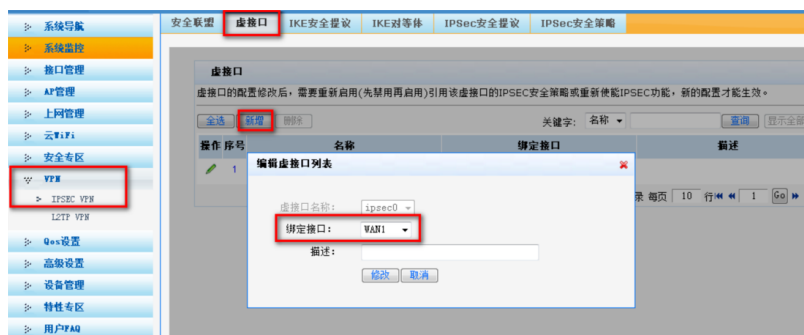 安全联盟 虚接口 IKE安全提议 IKE对等体 IPSec安全提议 IPSec安全策略
系统导航
系统监控
接口管理
AP管理
上网管理
云WiFi
安全专区
VPN
IPSEC VPN
L2TP VPN
Qos设置
高级设置
设备管理
特性专区
用户FAQ
虚接口
虚接口的配置修改后，需要重新启用(先禁用再启用)引用该虚接口的IPSEC安全策略或重新使能IPSEC功能，新的配置才能生效。
全选 新增 删除 关键字: 名称 查询 显示全部
操作 序号 名称 绑定接口 描述
1
录 每页 10 行 1 Go
编辑虚接口列表
虚接口名称: ipsec0
绑定接口: WAN1
描述:
修改 取消